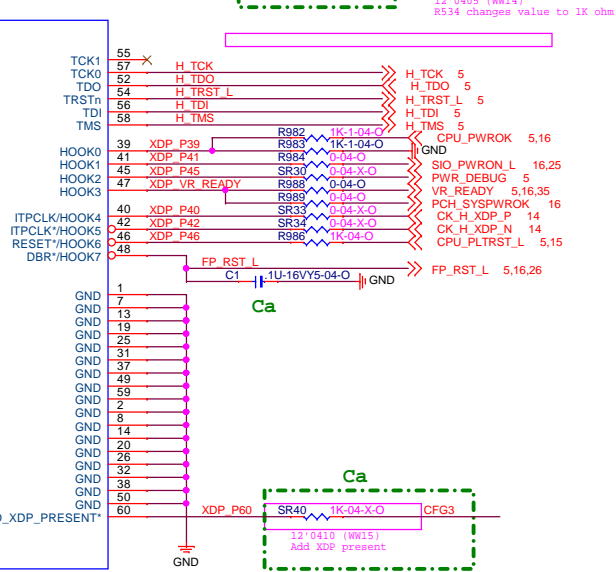 12'0405 (WW14)
R534 changes value to 1K ohm
TCK1 55
TCK0 57 H_TCK H_TCK 5
TDO 52 H_TDO H_TDO 5
TRSTn 54 H_TRST_L H_TRST_L 5
TDI 56 H_TDI H_TDI 5
TMS 58 H_TMS H_TMS 5
R982 1K-1-04-O CPU_PWROK 5,16
HOOK0 39 XDP_P39 R983 1K-1-04-O GND
HOOK1 41 XDP_P41 R984 0-04-O SIO_PWRON_L 16,25
HOOK2 45 XDP_P45 SR30 0-04-X-O PWR_DEBUG 5
HOOK3 47 XDP_VR_READY R988 0-04-O VR_READY 5,16,35
R989 0-04-O PCH_SYSPWROK 16
ITPCLK/HOOK4 40 XDP_P40 SR33 0-04-X-O CK_H_XDP_P 14
ITPCLK*/HOOK5 42 XDP_P42 SR34 0-04-X-O CK_H_XDP_N 14
RESET*/HOOK6 46 XDP_P46 R986 1K-04-O CPU_PLTRST_L 5,15
DBR*/HOOK7 48
FP_RST_L FP_RST_L 5,16,26
C1 .1U-16VY5-04-O GND
Ca
GND 1
GND 7
GND 13
GND 19
GND 25
GND 31
GND 37
GND 49
GND 59
GND 2
GND 8
GND 14
GND 20
GND 26
GND 32
GND 38
GND 50
Ca
O_XDP_PRESENT* 60 XDP_P60 SR40 1K-04-X-O CFG3
12'0410 (WW15)
Add XDP present
GND